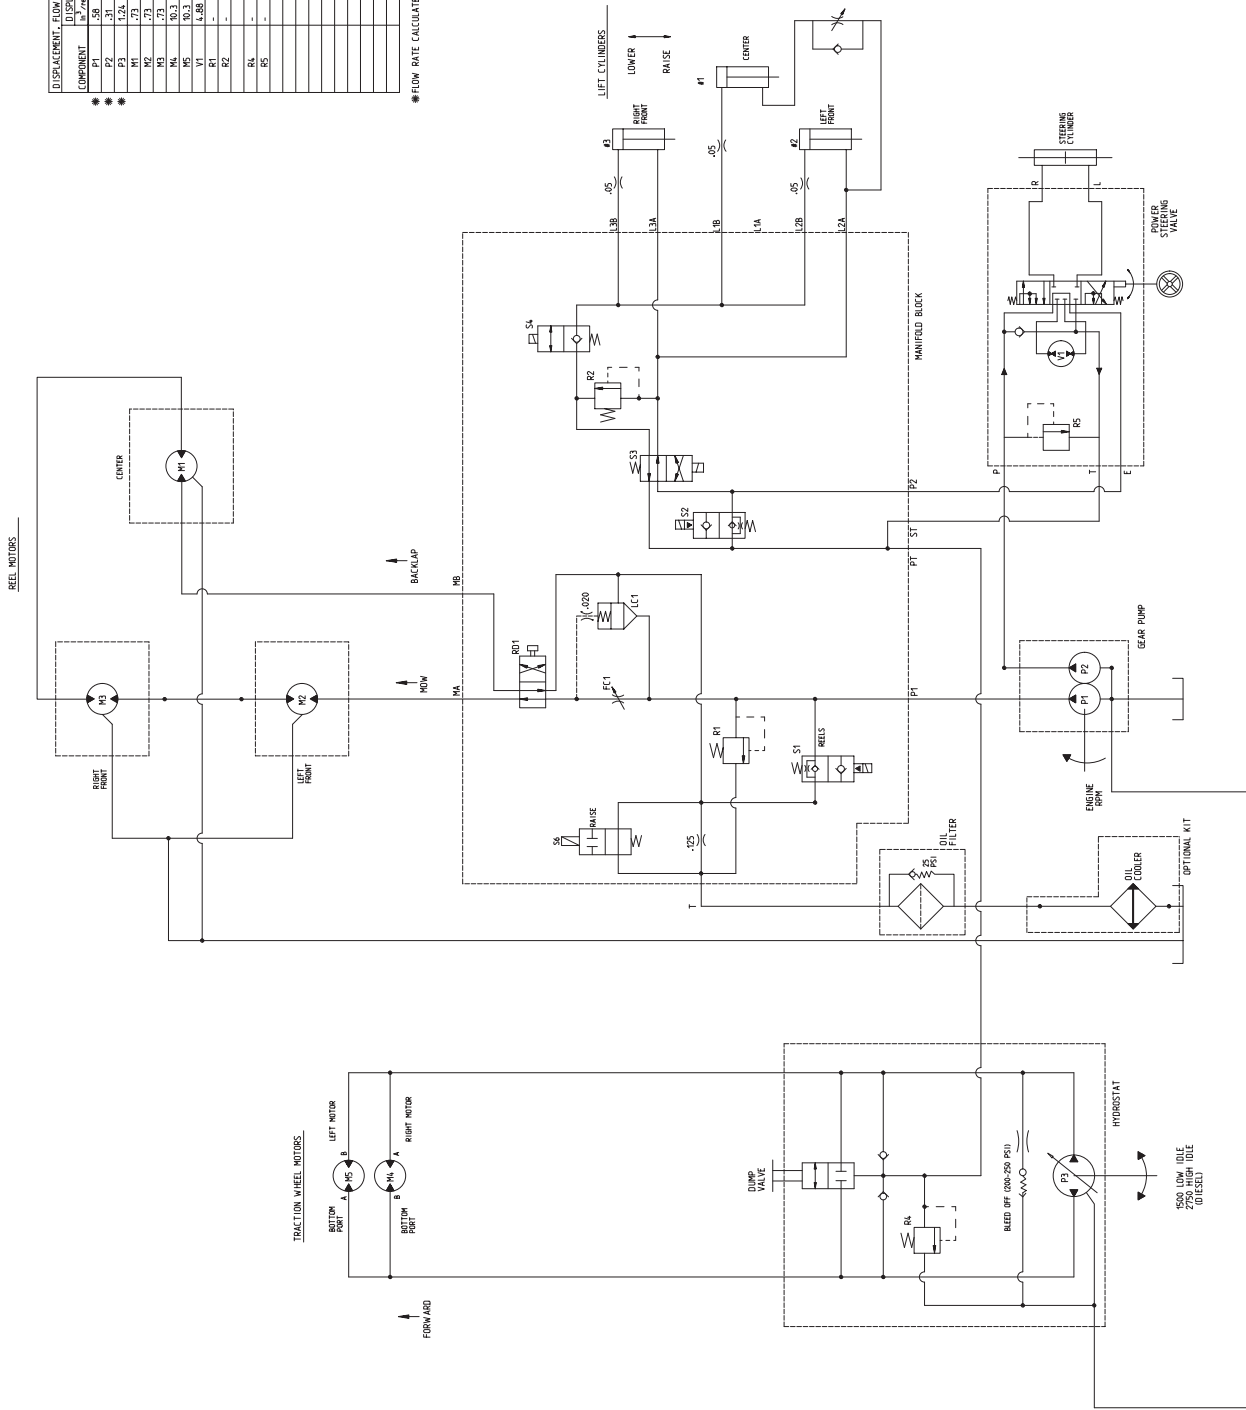 DISPLACEMENT, FLOW
COMPONENT
in³/re
P1 .58
P2 .31
P3 1.24
M1 .73
M2 .73
M3 .73
M4 10.3
M5 10.3
V1 4.88
R1 -
R2 -
R4 -
R5 -
✱FLOW RATE CALCULATE
LIFT CYLINDERS
LOWER
RAISE
#1
CENTER
#3
RIGHT
FRONT
#2
LEFT
FRONT
.05
.05
.05
L3B
L3A
L1B
L1A
L2B
L2A
STEERING
CYLINDER
R
L
POWER
STEERING
VALVE
V1
R5
P
T
E
MANIFOLD BLOCK
S4
R2
S3
S2
P2
ST
PT
REEL MOTORS
CENTER
M1
M3
RIGHT
FRONT
M2
LEFT
FRONT
BACKLAP
MB
MOW
MA
RD1
.020
LC1
FC1
P1
R1
S1
REELS
S6
RAISE
.125
T
GEAR PUMP
P2
P1
ENGINE
RPM
OIL
FILTER
25
PSI
OIL
COOLER
OPTIONAL KIT
TRACTION WHEEL MOTORS
LEFT MOTOR
B
M5
A
BOTTOM
PORT
RIGHT MOTOR
A
M4
B
BOTTOM
PORT
FORWARD
DUMP
VALVE
R4
BLEED OFF (200-250 PSI)
P3
HYDROSTAT
1500 LOW IDLE
2750 HIGH IDLE
(DIESEL)